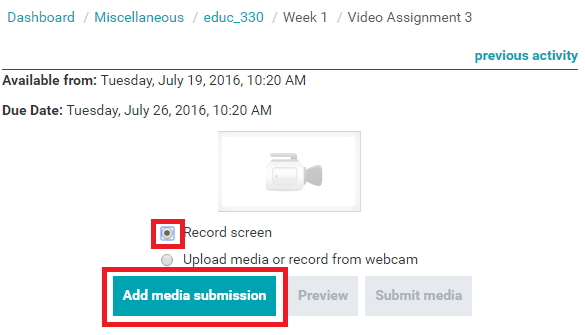 Dashboard / Miscellaneous / educ_330 / Week 1 / Video Assignment 3
previous activity
Available from: Tuesday, July 19, 2016, 10:20 AM
Due Date: Tuesday, July 26, 2016, 10:20 AM
Record screen
Upload media or record from webcam
Add media submission Preview Submit media